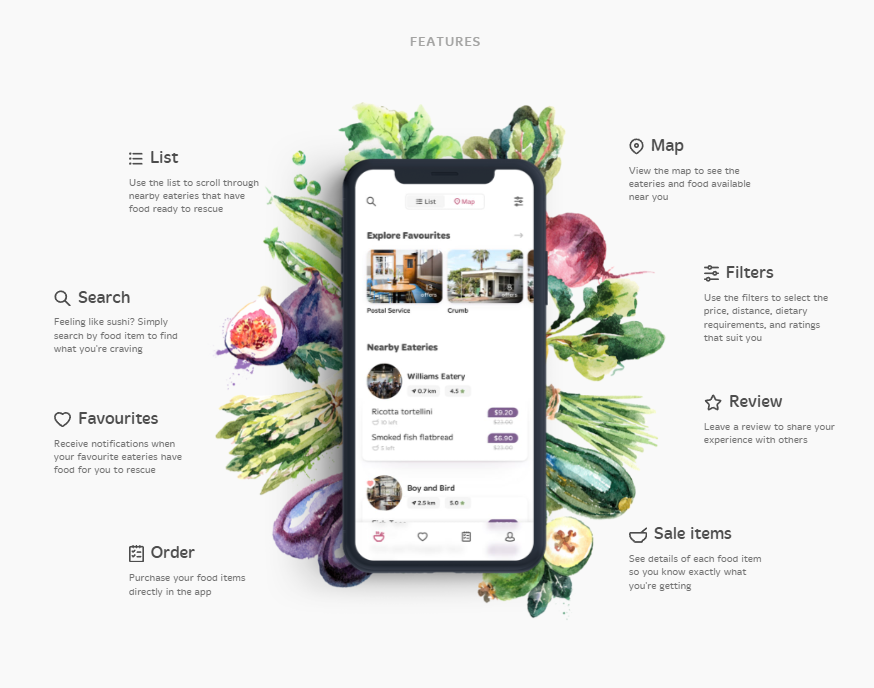 FEATURES
List
Use the list to scroll through
nearby eateries that have
food ready to rescue
Search
Feeling like sushi? Simply
search by food item to find
what you're craving
Favourites
Receive notifications when
your favourite eateries have
food for you to rescue
Order
Purchase your food items
directly in the app
List
Map
Explore Favourites
13
offers
8
offers
Postal Service
Crumb
Nearby Eateries
Williams Eatery
0.7 km
4.5
Ricotta tortellini
$9.20
10 left
$23.00
Smoked fish flatbread
$6.90
5 left
$23.00
Boy and Bird
2.5 km
5.0
Map
View the map to see the
eateries and food available
near you
Filters
Use the filters to select the
price, distance, dietary
requirements, and ratings
that suit you
Review
Leave a review to share your
experience with others
Sale items
See details of each food item
so you know exactly what
you're getting